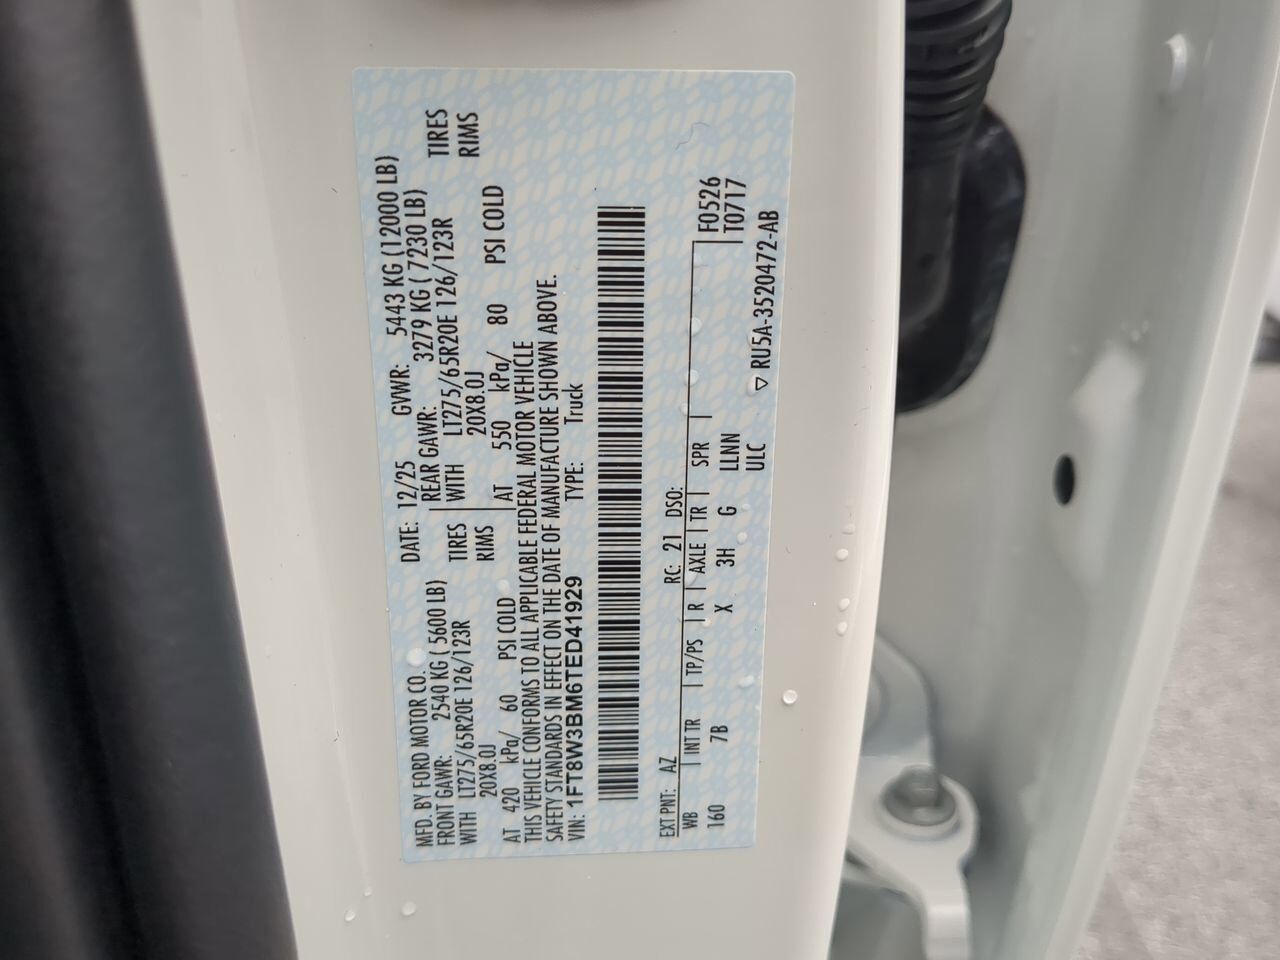 MFD. BY FORD MOTOR CO.
DATE: 12/25 GVWR: 5443 KG (12000 LB)
FRONT GAWR: 2540 KG ( 5600 LB)
REAR GAWR: 3279 KG ( 7230 LB)
WITH LT275/65R20E 126/123R TIRES
WITH LT275/65R20E 126/123R TIRES
20X8.0J RIMS
20X8.0J RIMS
AT 420 kPa/ 60 PSI COLD
AT 550 kPa/ 80 PSI COLD
THIS VEHICLE CONFORMS TO ALL APPLICABLE FEDERAL MOTOR VEHICLE
SAFETY STANDARDS IN EFFECT ON THE DATE OF MANUFACTURE SHOWN ABOVE.
VIN: 1FT8W3BM6TED41929 TYPE: Truck
EXT PNT: AZ RC: 21 DSO: F0526
WB INT TR TP/PS R AXLE TR SPR T0717
160 7B X 3H G LLNN
ULC ▽ RU5A-3520472-AB